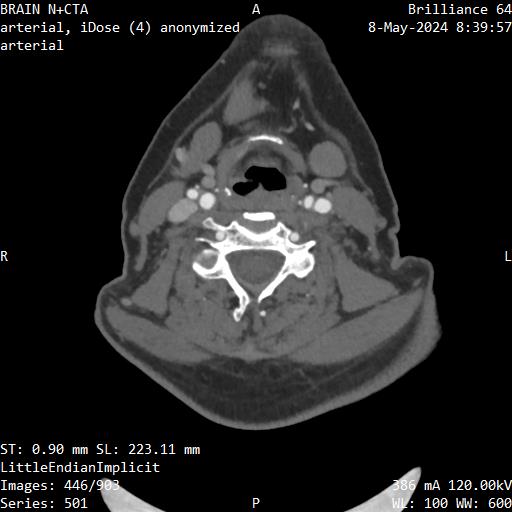 BRAIN N+CTA
A
Brilliance 64
arterial, iDose (4) anonymized
8-May-2024 8:39:57
arterial
R
L
ST: 0.90 mm SL: 223.11 mm
LittleEndianImplicit
Images: 446/903
386 mA 120.00kV
Series: 501
P
WL: 100 WW: 600